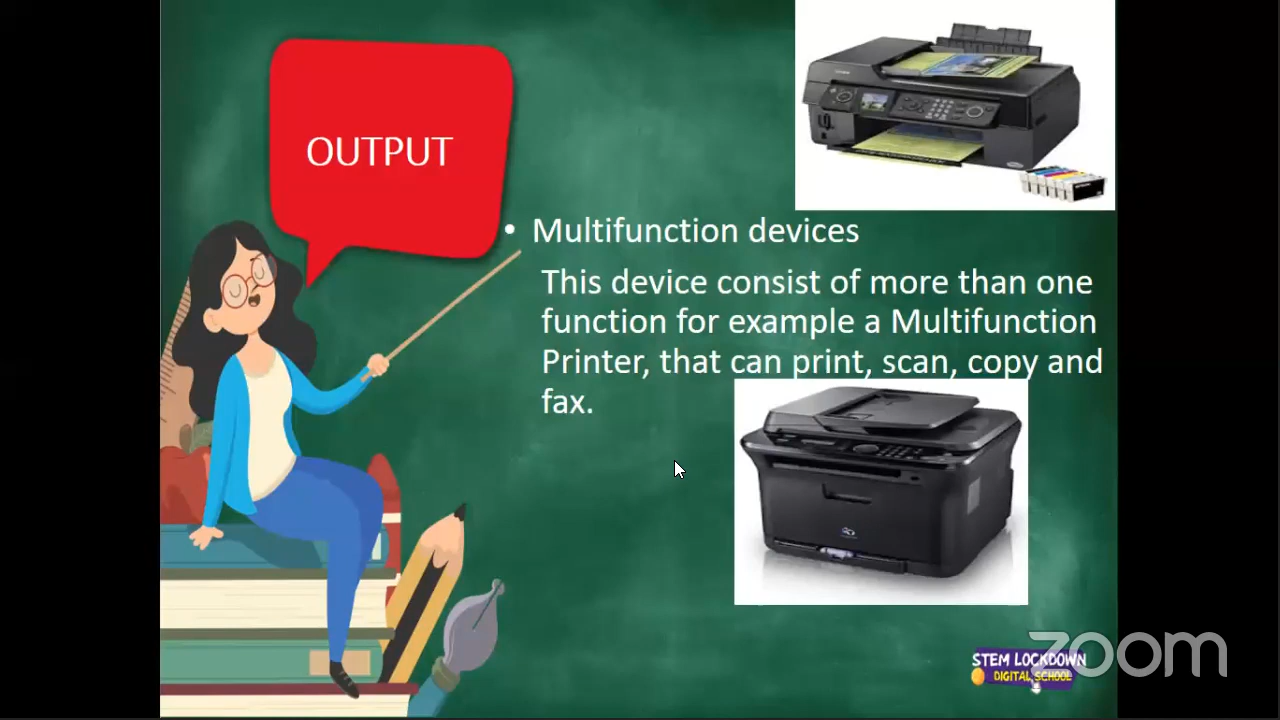 OUTPUT
• Multifunction devices
This device consist of more than one
function for example a Multifunction
Printer, that can print, scan, copy and
fax.
zoom
STEM LOCKDOWN
DIGITAL SCHOOL